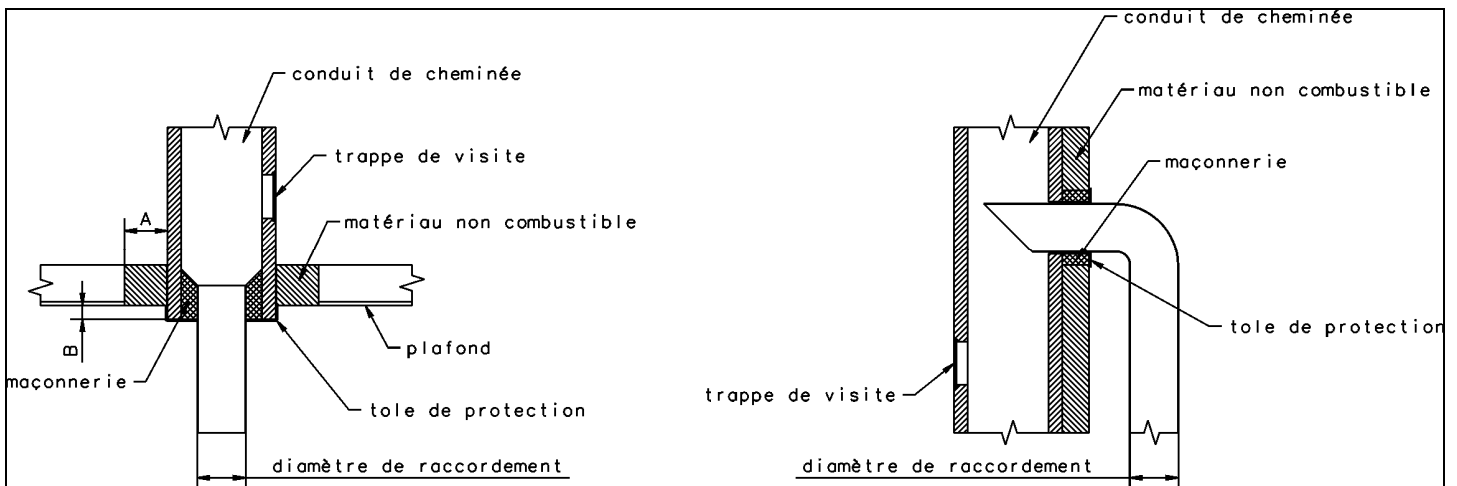 conduit de cheminée
trappe de visite
A
matériau non combustible
B
plafond
maçonnerie
tole de protection
diamètre de raccordement
conduit de cheminée
matériau non combustible
maçonnerie
tole de protection
trappe de visite
diamètre de raccordement